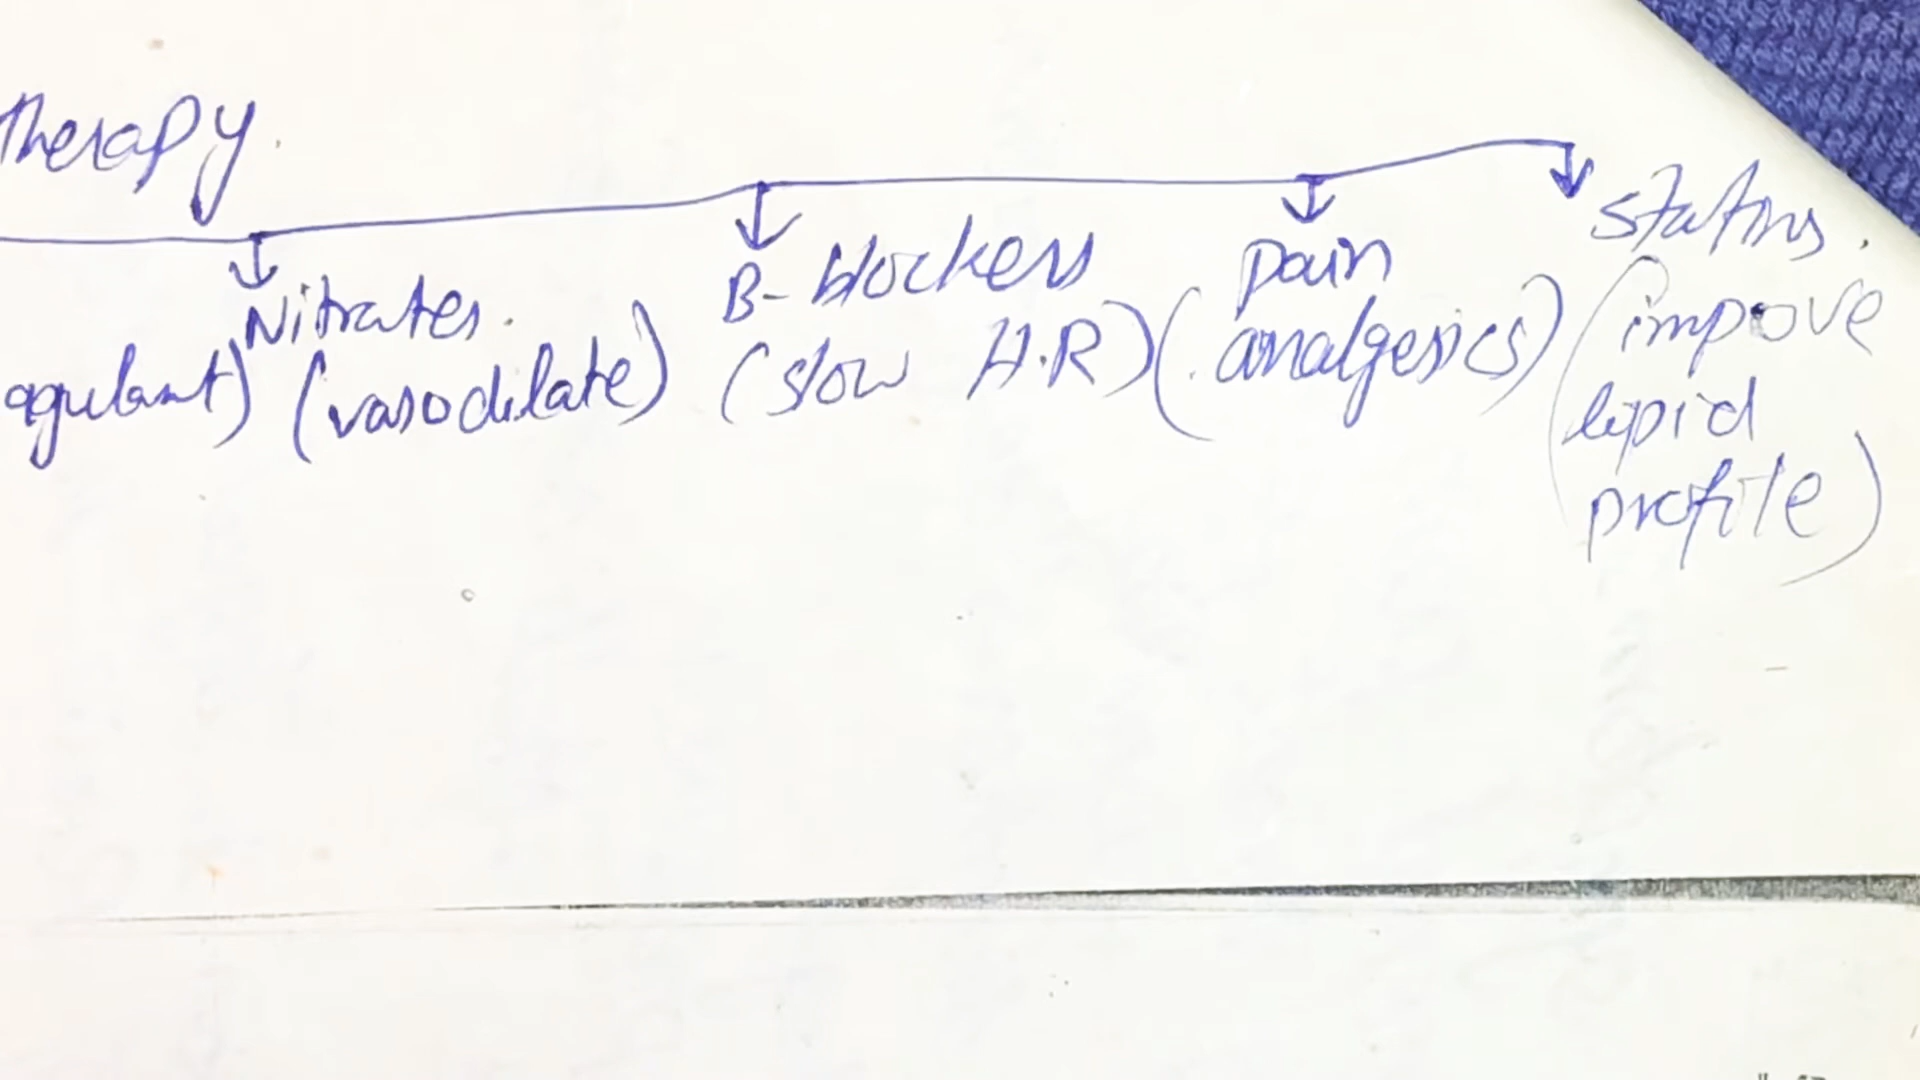 Therapy.
Nitrates. B-blockers Pain Statins.
agulant) (vasodilate) (slow H.R) (analgesics) (improve
lipid
profile)